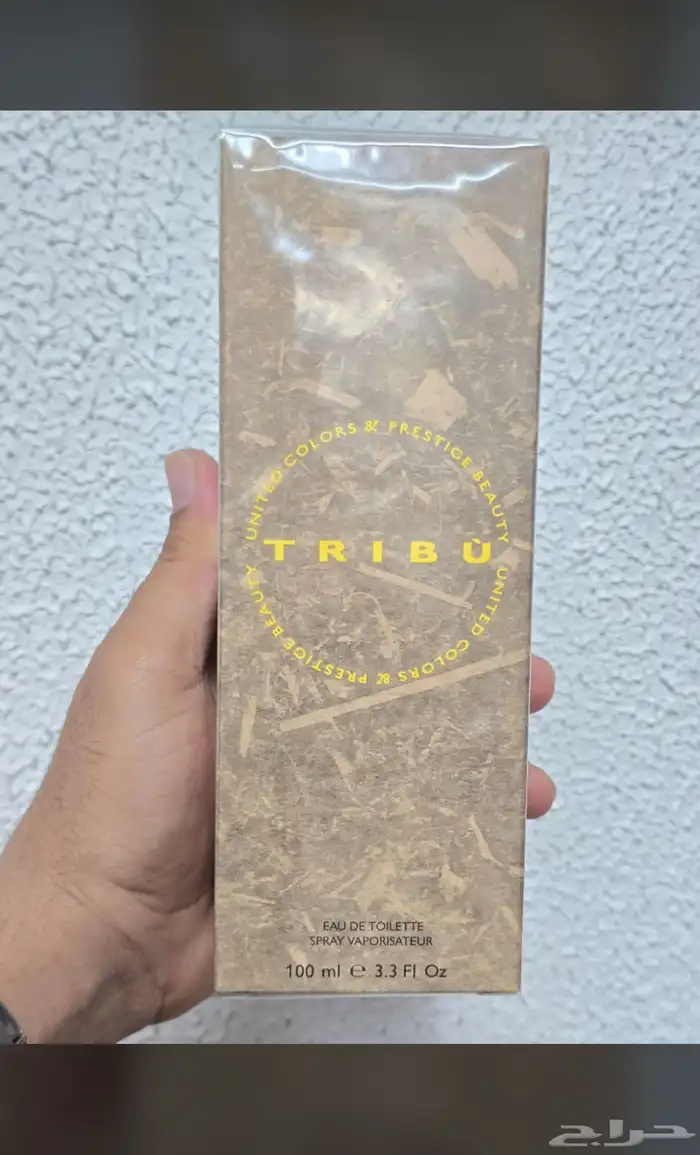 UNITED COLORS & PRESTIGE BEAUTY UNITED COLORS & PRESTIGE BEAUTY
TRIBÙ
EAU DE TOILETTE
SPRAY VAPORISATEUR
100 ml ℮ 3.3 Fl Oz
حراج